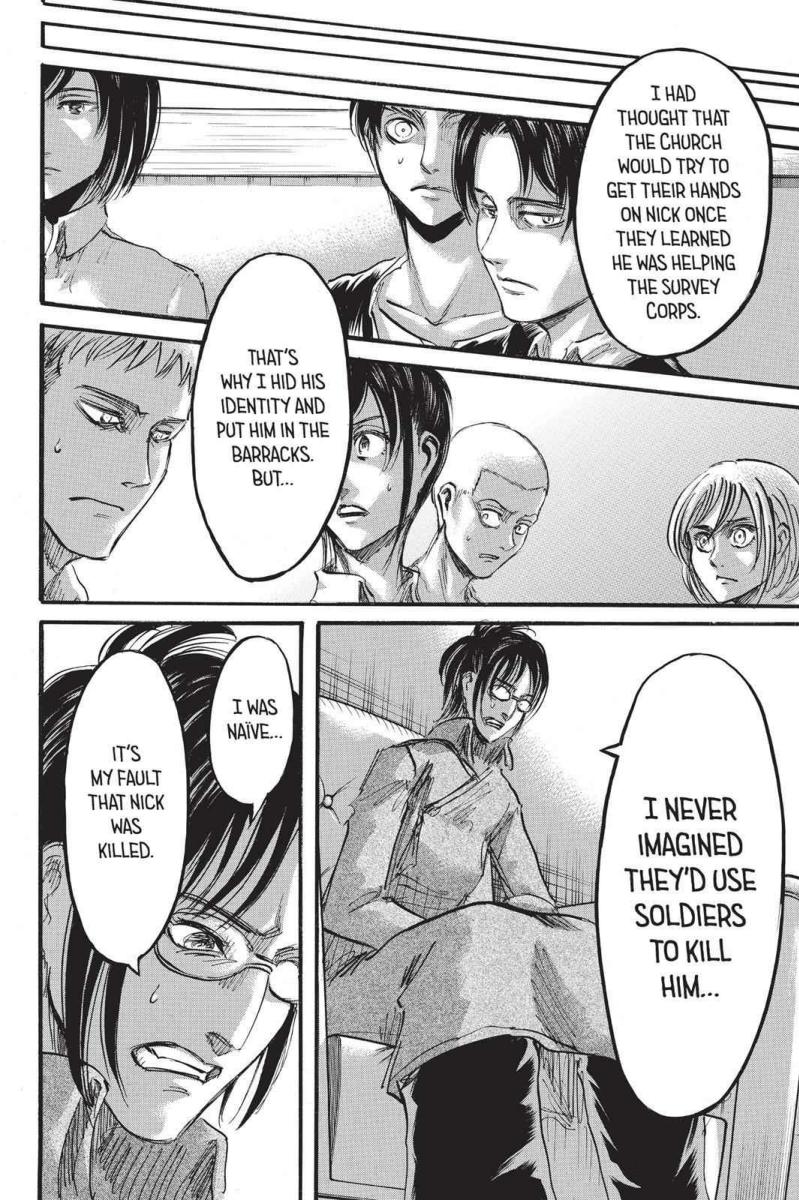 I HAD
THOUGHT THAT
THE CHURCH
WOULD TRY TO
GET THEIR HANDS
ON NICK ONCE
THEY LEARNED
HE WAS HELPING
THE SURVEY
CORPS.
THAT'S
WHY I HID HIS
IDENTITY AND
PUT HIM IN THE
BARRACKS.
BUT...
I NEVER
IMAGINED
THEY'D USE
SOLDIERS
TO KILL
HIM...
I WAS
NAÏVE...
IT'S
MY FAULT
THAT NICK
WAS
KILLED.